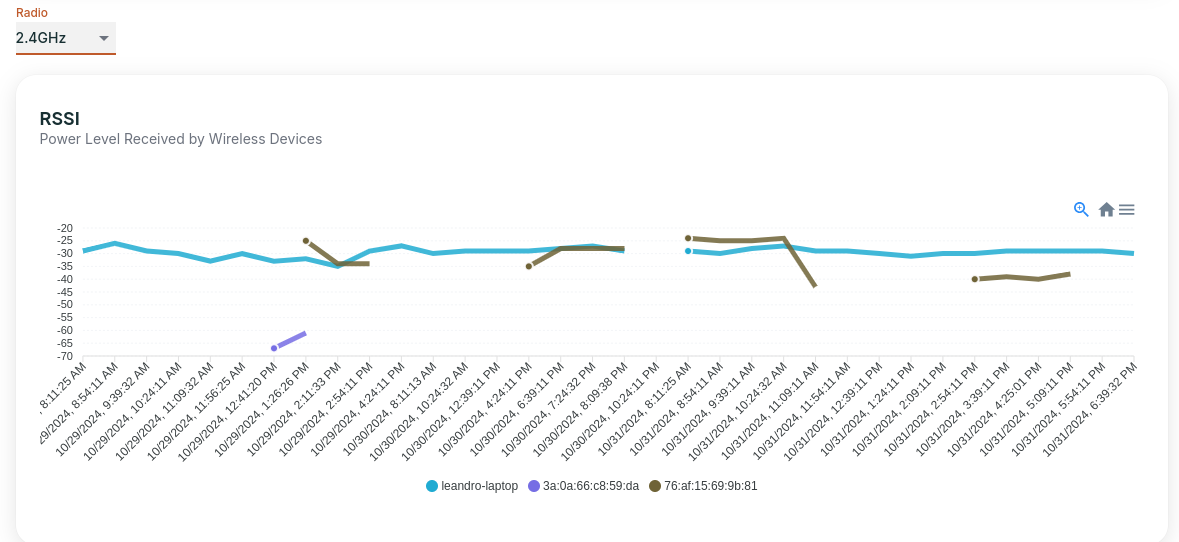 Radio
2.4GHz
RSSI
Power Level Received by Wireless Devices
-20
-25
-30
-35
-40
-45
-50
-55
-60
-65
-70
, 8:11:25 AM
29/2024, 8:54:11 AM
10/29/2024, 9:39:32 AM
10/29/2024, 10:24:11 AM
10/29/2024, 11:09:32 AM
10/29/2024, 11:56:25 AM
10/29/2024, 12:41:20 PM
10/29/2024, 1:26:26 PM
10/29/2024, 2:11:33 PM
10/29/2024, 2:54:11 PM
10/29/2024, 4:24:11 PM
10/30/2024, 8:11:13 AM
10/30/2024, 10:24:32 AM
10/30/2024, 12:39:11 PM
10/30/2024, 4:24:11 PM
10/30/2024, 6:39:11 PM
10/30/2024, 7:24:32 PM
10/30/2024, 8:09:38 PM
10/30/2024, 10:24:11 PM
10/31/2024, 8:11:25 AM
10/31/2024, 8:54:11 AM
10/31/2024, 9:39:11 AM
10/31/2024, 10:24:32 AM
10/31/2024, 11:09:11 AM
10/31/2024, 11:54:11 AM
10/31/2024, 12:39:11 PM
10/31/2024, 1:24:11 PM
10/31/2024, 2:09:11 PM
10/31/2024, 2:54:11 PM
10/31/2024, 3:39:11 PM
10/31/2024, 4:25:01 PM
10/31/2024, 5:09:11 PM
10/31/2024, 5:54:11 PM
10/31/2024, 6:39:32 PM
leandro-laptop 3a:0a:66:c8:59:da 76:af:15:69:9b:81